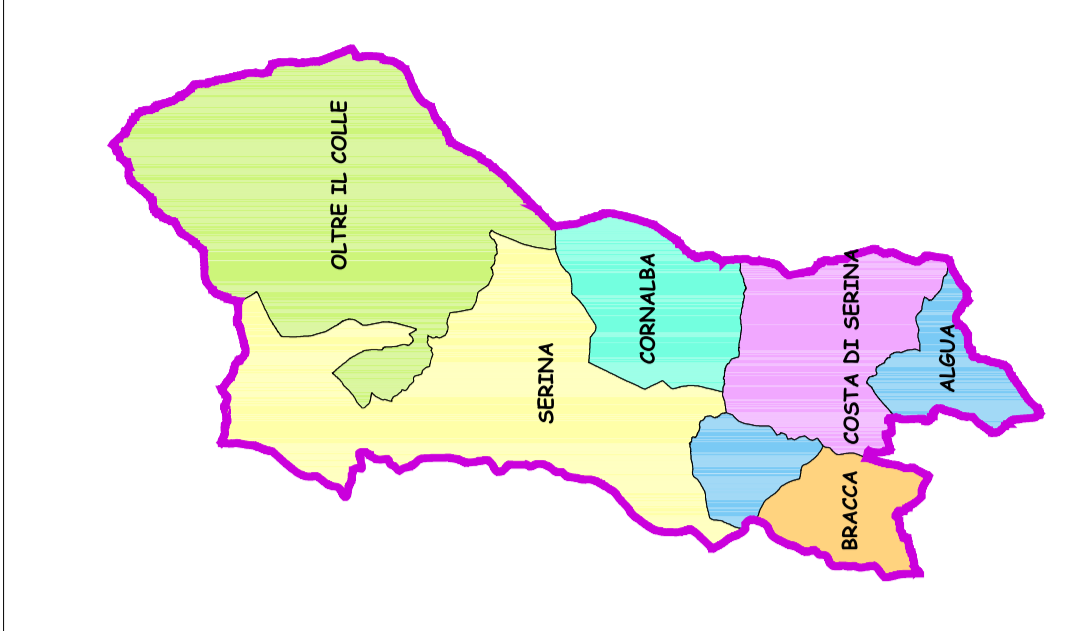 OLTRE IL COLLE
SERINA
CORNALBA
COSTA DI SERINA
ALGUA
BRACCA